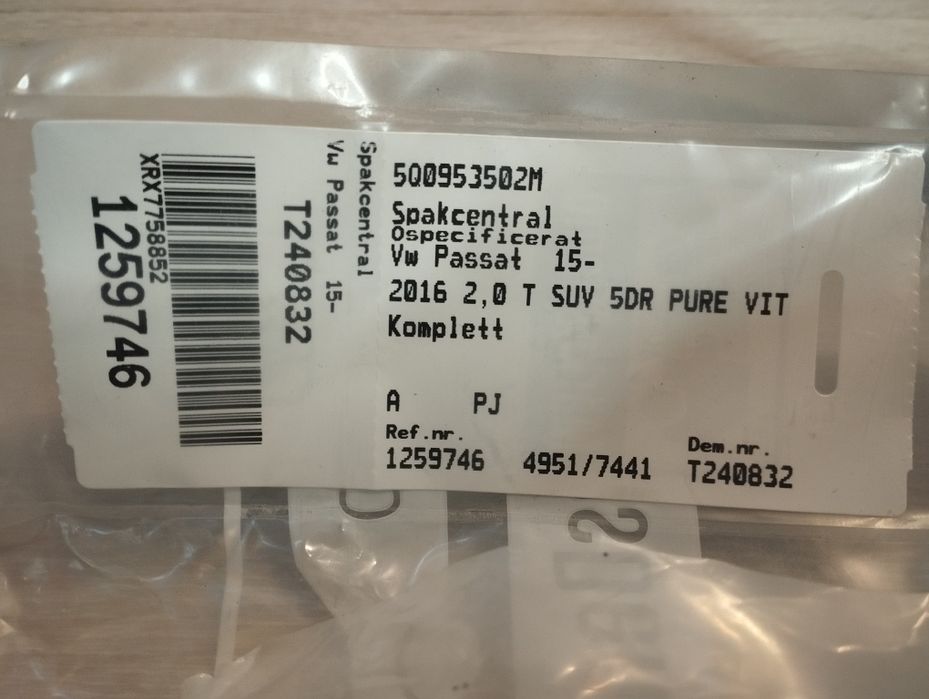 XRX7758852
1259746
T240832
Vw Passat 15-
Spakcentral
5Q0953502M
Spakcentral
Ospecificerat
Vw Passat 15-
2016 2,0 T SUV 5DR PURE VIT
Komplett
A PJ
Ref.nr.
1259746 4951/7441
Dem.nr.
T240832